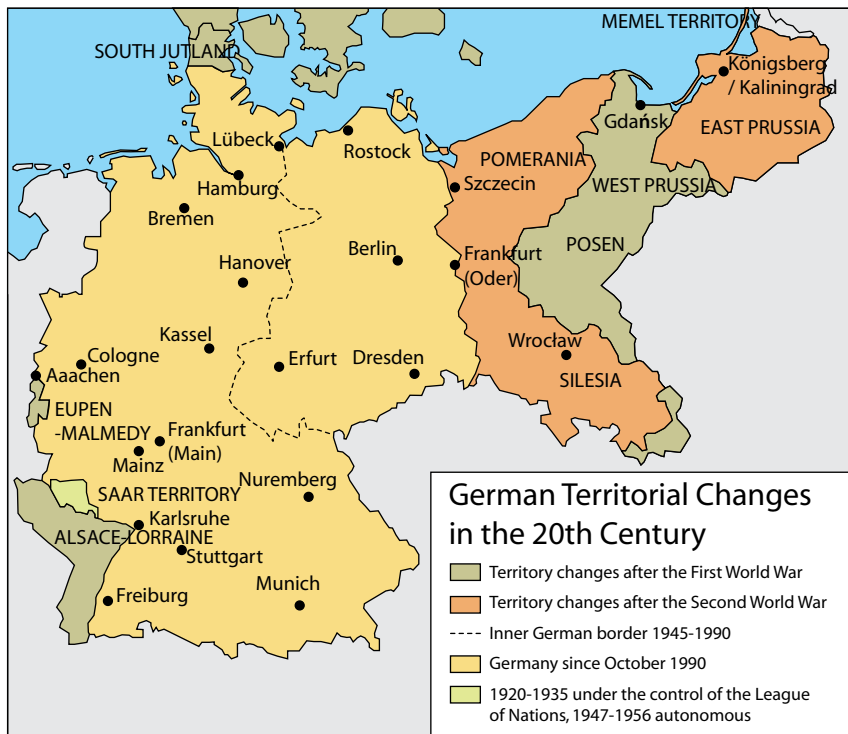 MEMEL TERRITORY
SOUTH JUTLAND
Königsberg
/ Kaliningrad
Gdańsk
EAST PRUSSIA
Lübeck
Rostock
POMERANIA
Hamburg
Szczecin
WEST PRUSSIA
Bremen
Berlin
POSEN
Frankfurt
(Oder)
Hanover
Kassel
Wrocław
Cologne
Erfurt
Dresden
Aaachen
SILESIA
EUPEN
-MALMEDY
Frankfurt
(Main)
Mainz
Nuremberg
SAAR TERRITORY
Karlsruhe
ALSACE-LORRAINE
Stuttgart
Munich
Freiburg
German Territorial Changes
in the 20th Century
Territory changes after the First World War
Territory changes after the Second World War
Inner German border 1945-1990
Germany since October 1990
1920-1935 under the control of the League
of Nations, 1947-1956 autonomous